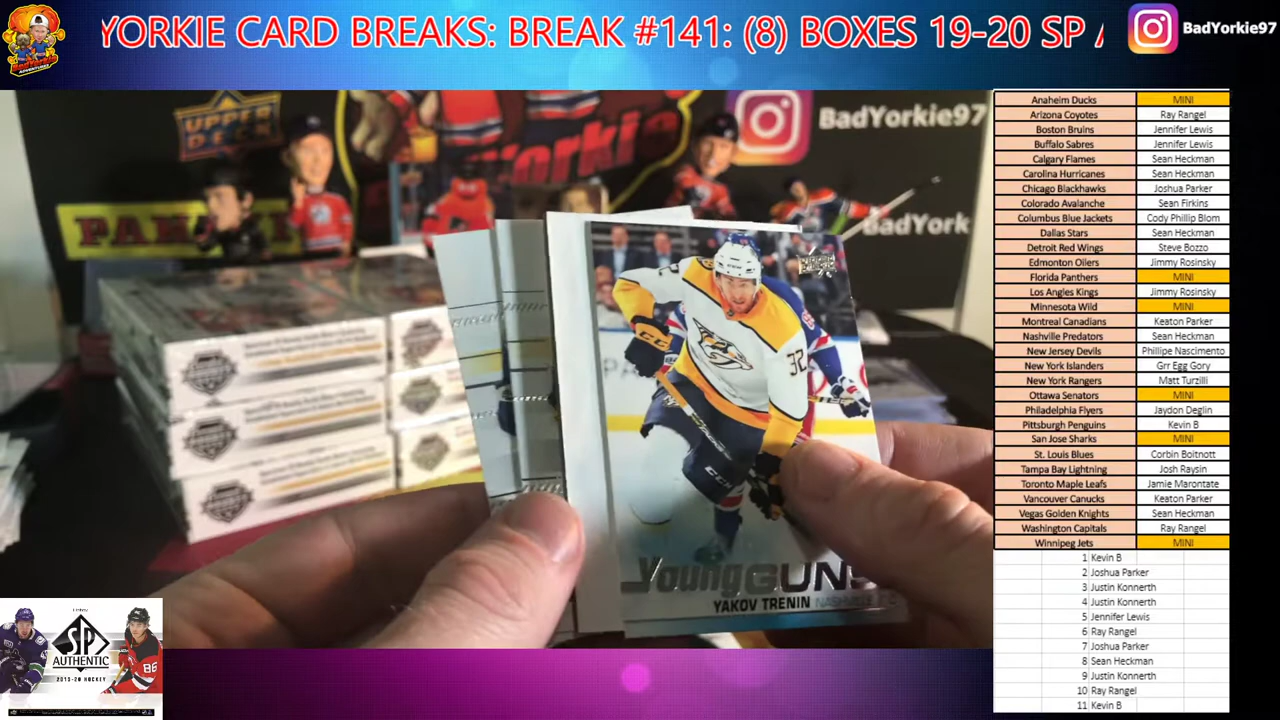 YORKIE CARD BREAKS: BREAK #141: (8) BOXES 19-20 SP A
BadYorkie97
BadYorkie
UPPER DECK
Yorkie
BadYorkie97
PANINI
BadYork
32
Young GUNS
YAKOV TRENIN
SP
AUTHENTIC
2019-20 HOCKEY
86
Anaheim Ducks MINI
Arizona Coyotes Ray Rangel
Boston Bruins Jennifer Lewis
Buffalo Sabres Jennifer Lewis
Calgary Flames Sean Heckman
Carolina Hurricanes Sean Heckman
Chicago Blackhawks Joshua Parker
Colorado Avalanche Sean Firkins
Columbus Blue Jackets Cody Phillip Blom
Dallas Stars Sean Heckman
Detroit Red Wings Steve Bozzo
Edmonton Oilers Jimmy Rosinsky
Florida Panthers MINI
Los Angles Kings Jimmy Rosinsky
Minnesota Wild MINI
Montreal Canadians Keaton Parker
Nashville Predators Sean Heckman
New Jersey Devils Phillipe Nascimento
New York Islanders Grr Egg Gory
New York Rangers Matt Turzilli
Ottawa Senators MINI
Philadelphia Flyers Jaydon Deglin
Pittsburgh Penguins Kevin B
San Jose Sharks MINI
St. Louis Blues Corbin Boitnott
Tampa Bay Lightning Josh Raysin
Toronto Maple Leafs Jamie Marontate
Vancouver Canucks Keaton Parker
Vegas Golden Knights Sean Heckman
Washington Capitals Ray Rangel
Winnipeg Jets MINI
1 Kevin B
2 Joshua Parker
3 Justin Konnerth
4 Justin Konnerth
5 Jennifer Lewis
6 Ray Rangel
7 Joshua Parker
8 Sean Heckman
9 Justin Konnerth
10 Ray Rangel
11 Kevin B